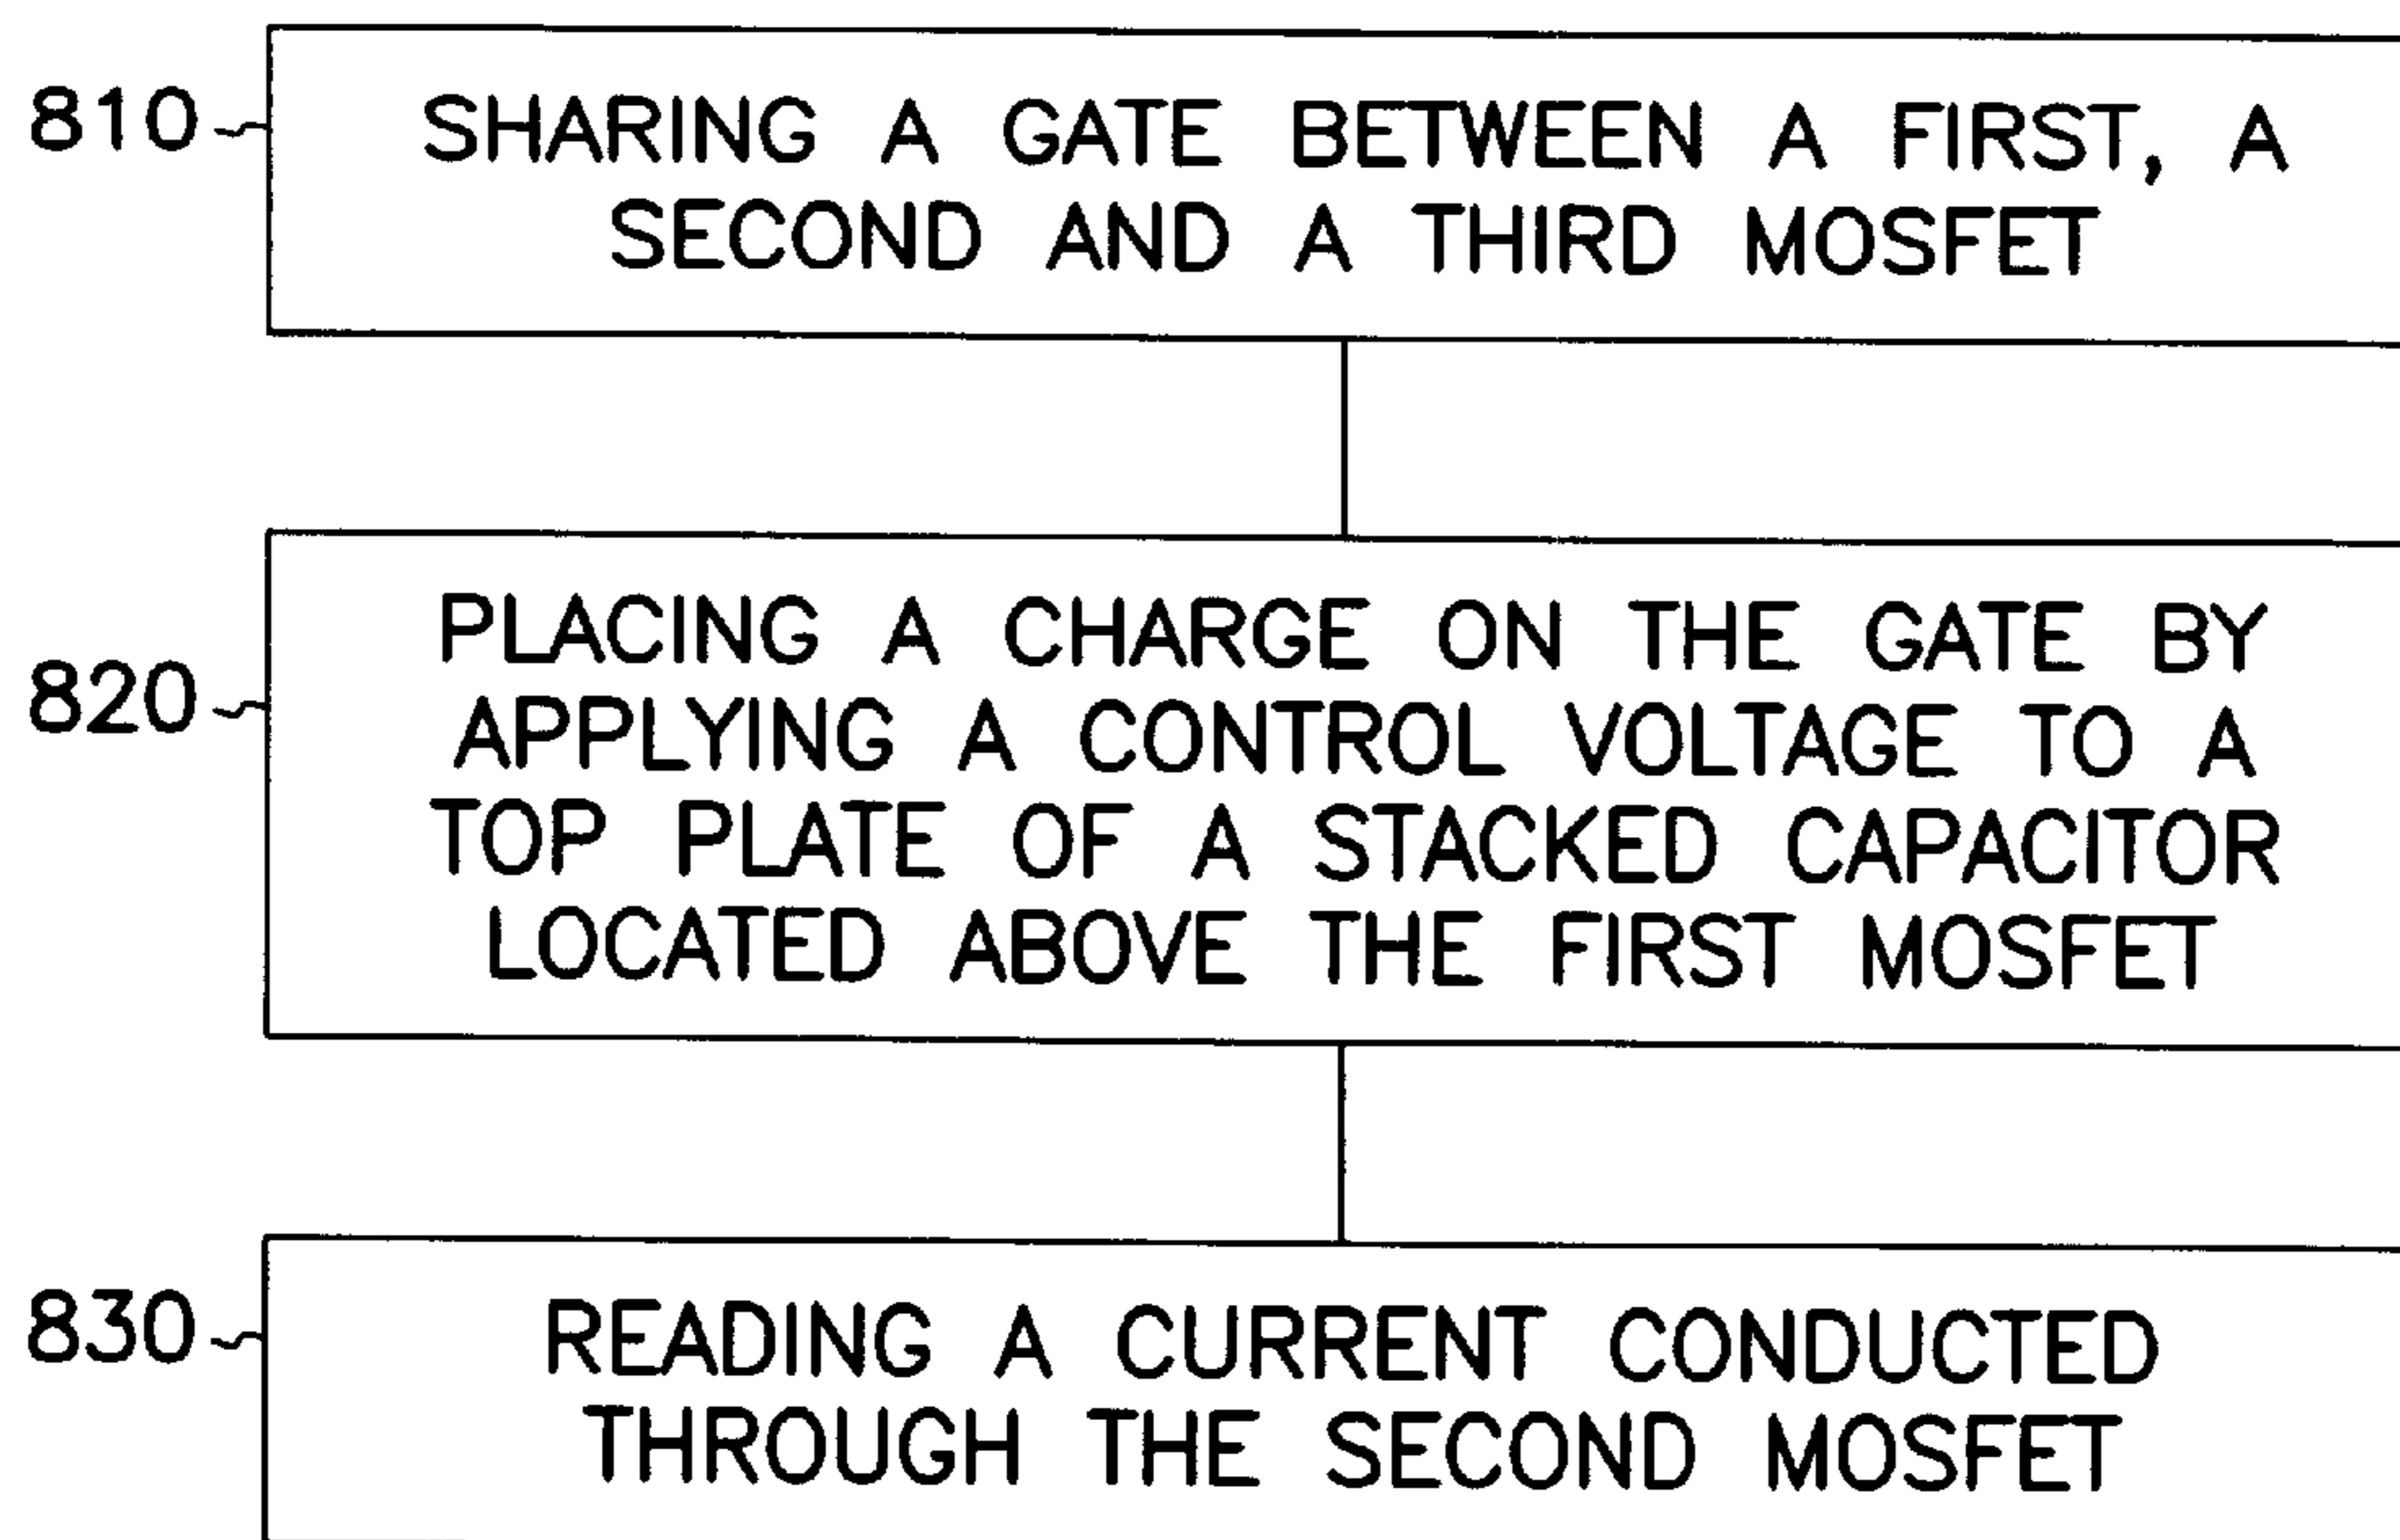 810
SHARING A GATE BETWEEN A FIRST, A
SECOND AND A THIRD MOSFET
820
PLACING A CHARGE ON THE GATE BY
APPLYING A CONTROL VOLTAGE TO A
TOP PLATE OF A STACKED CAPACITOR
LOCATED ABOVE THE FIRST MOSFET
830
READING A CURRENT CONDUCTED
THROUGH THE SECOND MOSFET